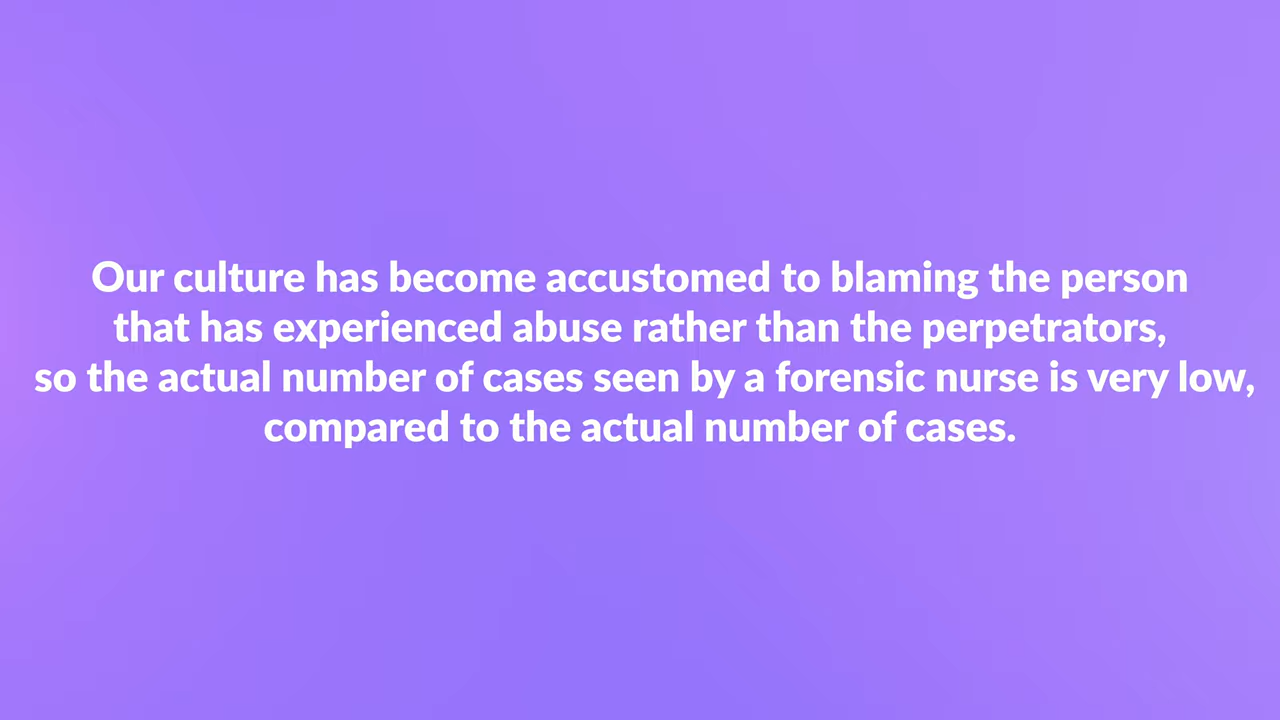 Our culture has become accustomed to blaming the person
that has experienced abuse rather than the perpetrators,
so the actual number of cases seen by a forensic nurse is very low,
compared to the actual number of cases.